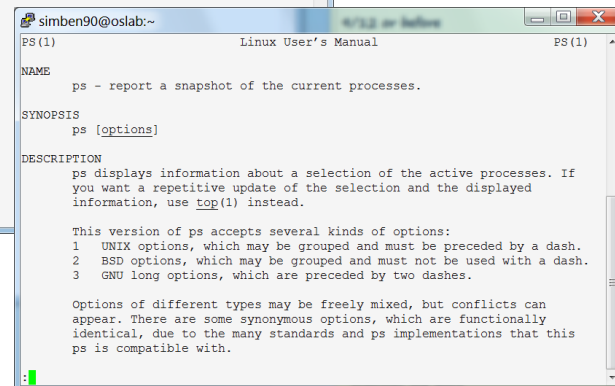 4/12 or before
simben90@oslab:~
PS(1) Linux User's Manual PS(1)
NAME
ps - report a snapshot of the current processes.
SYNOPSIS
ps [options]
DESCRIPTION
ps displays information about a selection of the active processes. If
you want a repetitive update of the selection and the displayed
information, use top(1) instead.
This version of ps accepts several kinds of options:
1 UNIX options, which may be grouped and must be preceded by a dash.
2 BSD options, which may be grouped and must not be used with a dash.
3 GNU long options, which are preceded by two dashes.
Options of different types may be freely mixed, but conflicts can
appear. There are some synonymous options, which are functionally
identical, due to the many standards and ps implementations that this
ps is compatible with.
: